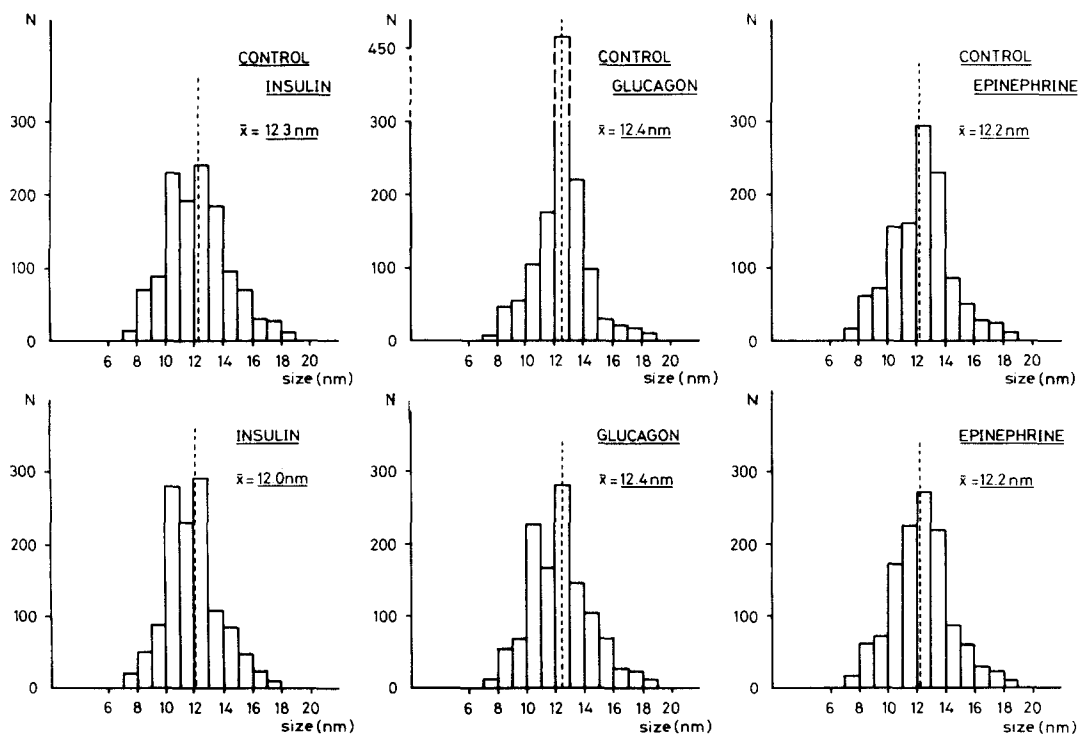 N
CONTROL
INSULIN
x̄ = 12.3 nm
300
200
100
0
6 8 10 12 14 16 18 20
size (nm)
N
450
CONTROL
GLUCAGON
x̄ = 12.4 nm
300
200
100
0
6 8 10 12 14 16 18 20
size (nm)
N
CONTROL
EPINEPHRINE
x̄ = 12.2 nm
300
200
100
0
6 8 10 12 14 16 18 20
size (nm)
N
INSULIN
x̄ = 12.0 nm
300
200
100
0
6 8 10 12 14 16 18 20
size (nm)
N
GLUCAGON
x̄ = 12.4 nm
300
200
100
0
6 8 10 12 14 16 18 20
size (nm)
N
EPINEPHRINE
x̄ = 12.2 nm
300
200
100
0
6 8 10 12 14 16 18 20
size (nm)